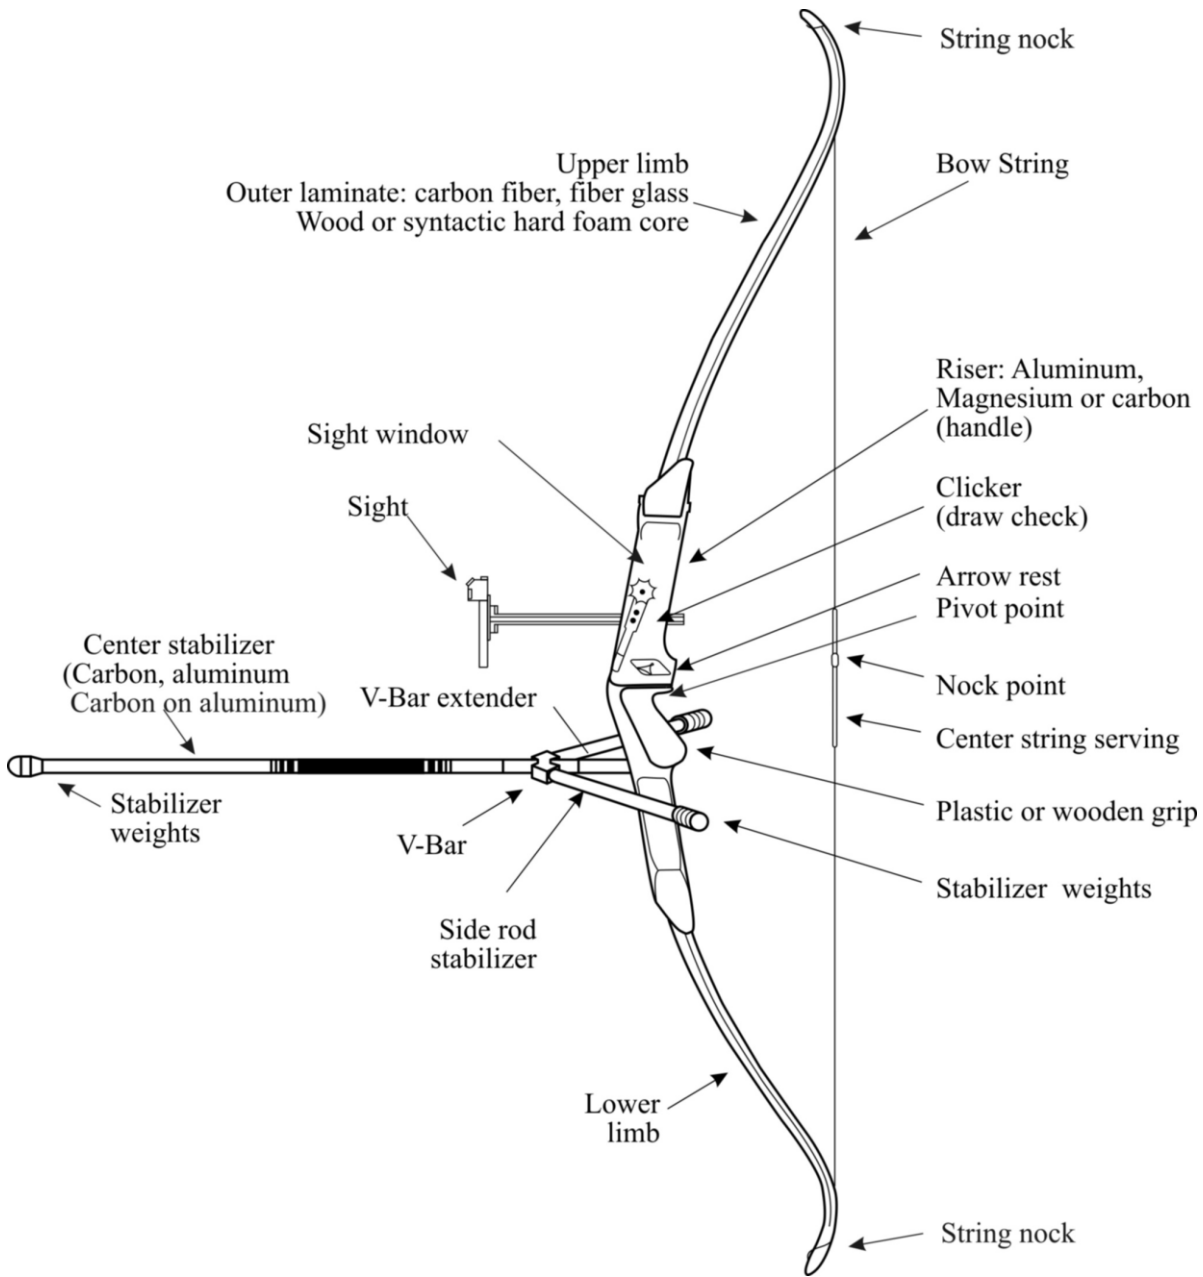 String nock
Upper limb
Outer laminate: carbon fiber, fiber glass
Wood or syntactic hard foam core
Bow String
Riser: Aluminum,
Magnesium or carbon
(handle)
Sight window
Clicker
(draw check)
Sight
Arrow rest
Pivot point
Center stabilizer
(Carbon, aluminum
Carbon on aluminum)
V-Bar extender
Nock point
Center string serving
Stabilizer
weights
V-Bar
Plastic or wooden grip
Stabilizer weights
Side rod
stabilizer
Lower
limb
String nock